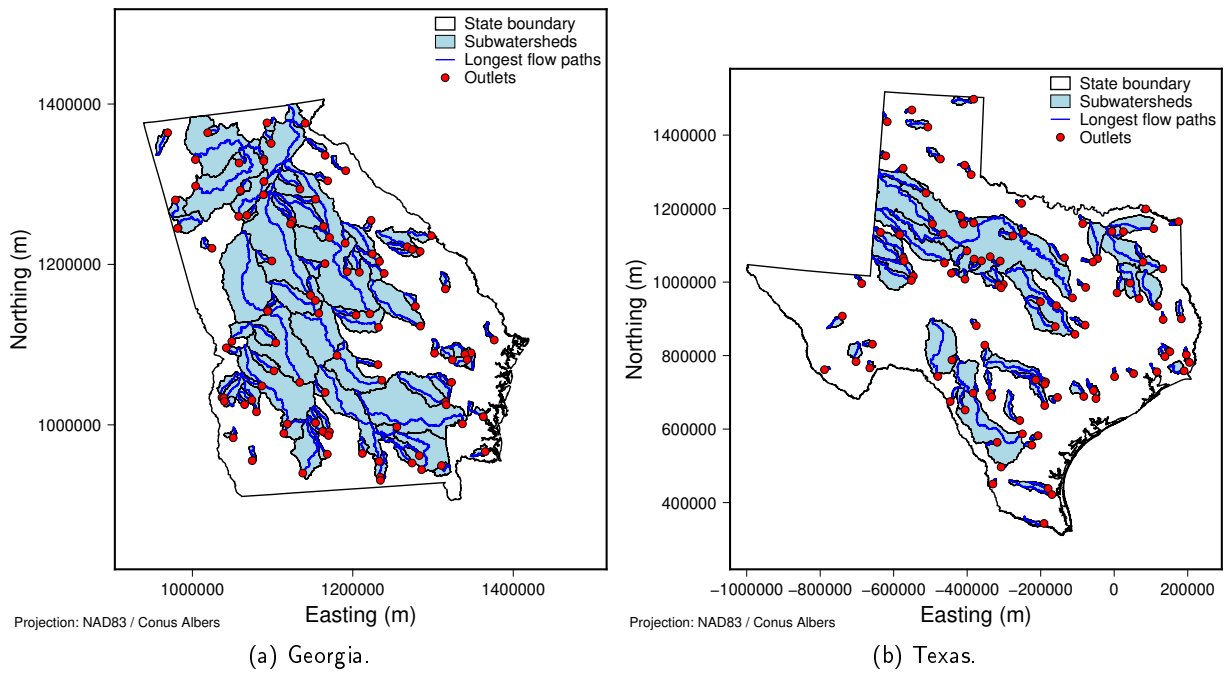 State boundary
Subwatersheds
Longest flow paths
Outlets
1400000
1200000
1000000
Northing (m)
1000000 1200000 1400000
Easting (m)
Projection: NAD83 / Conus Albers
(a) Georgia.
State boundary
Subwatersheds
Longest flow paths
Outlets
1400000
1200000
1000000
800000
600000
400000
Northing (m)
−1000000 −800000 −600000 −400000 −200000 0 200000
Easting (m)
Projection: NAD83 / Conus Albers
(b) Texas.